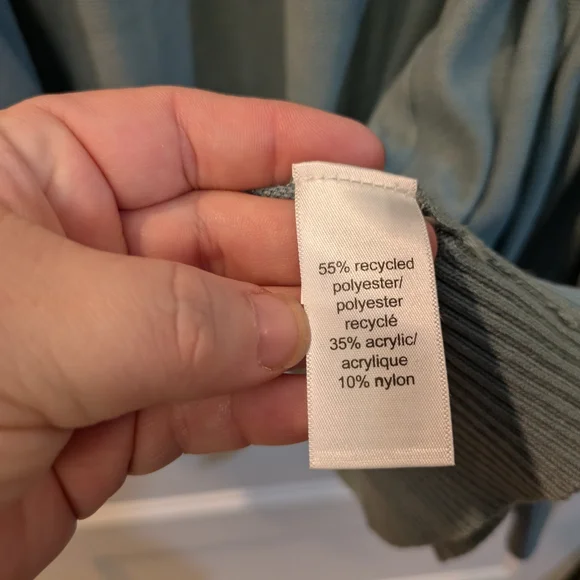 55% recycled
polyester/
polyester
recyclé
35% acrylic/
acrylique
10% nylon